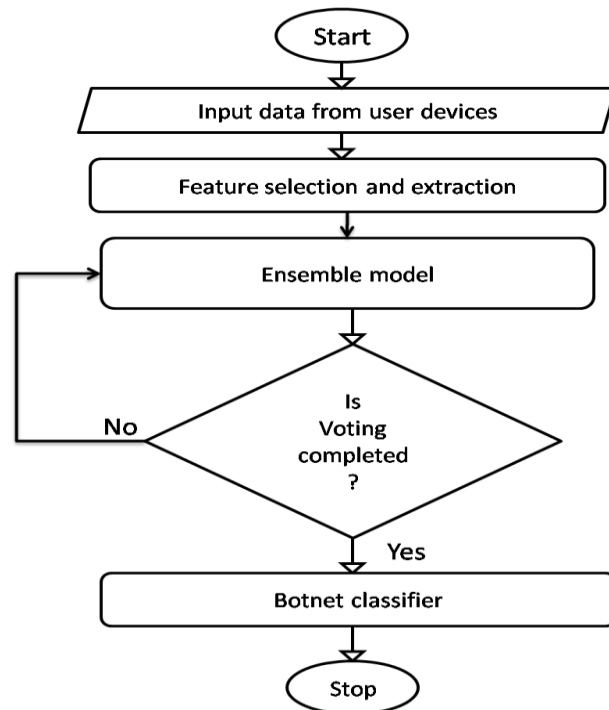 Start
Input data from user devices
Feature selection and extraction
Ensemble model
Is
Voting
completed
?
No
Yes
Botnet classifier
Stop